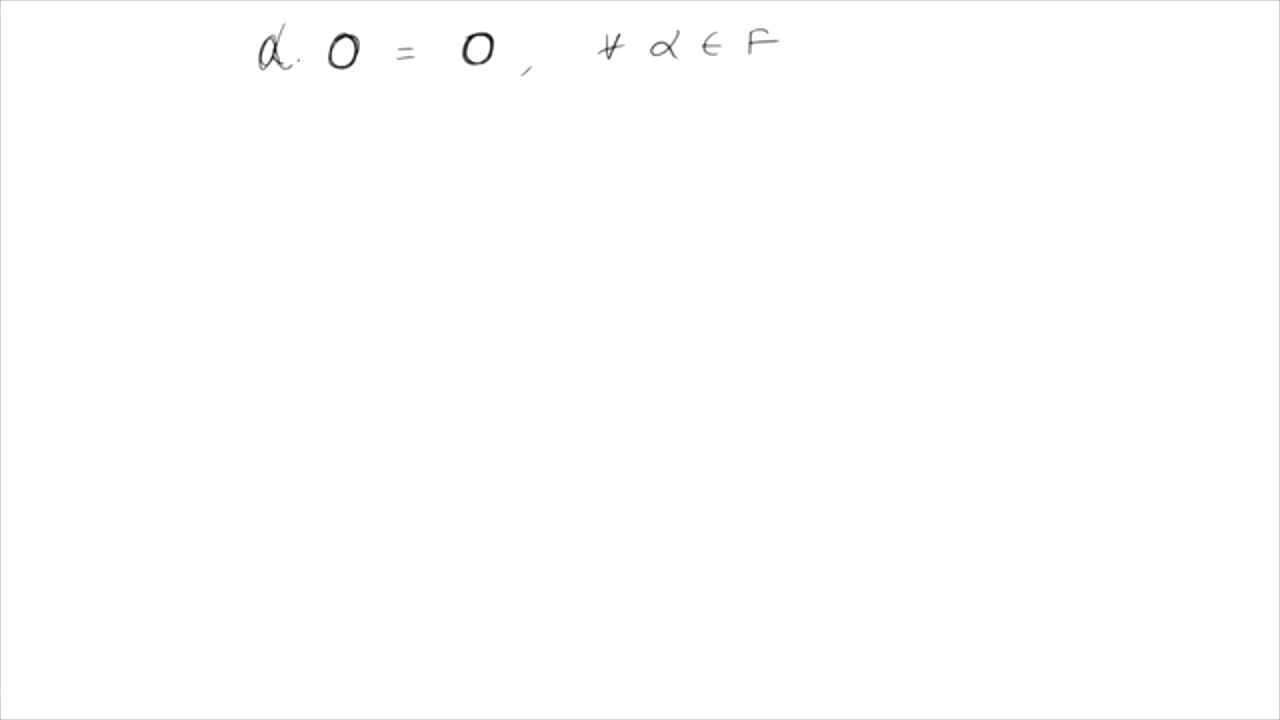 α. 0 = 0, ∀ α ∈ F